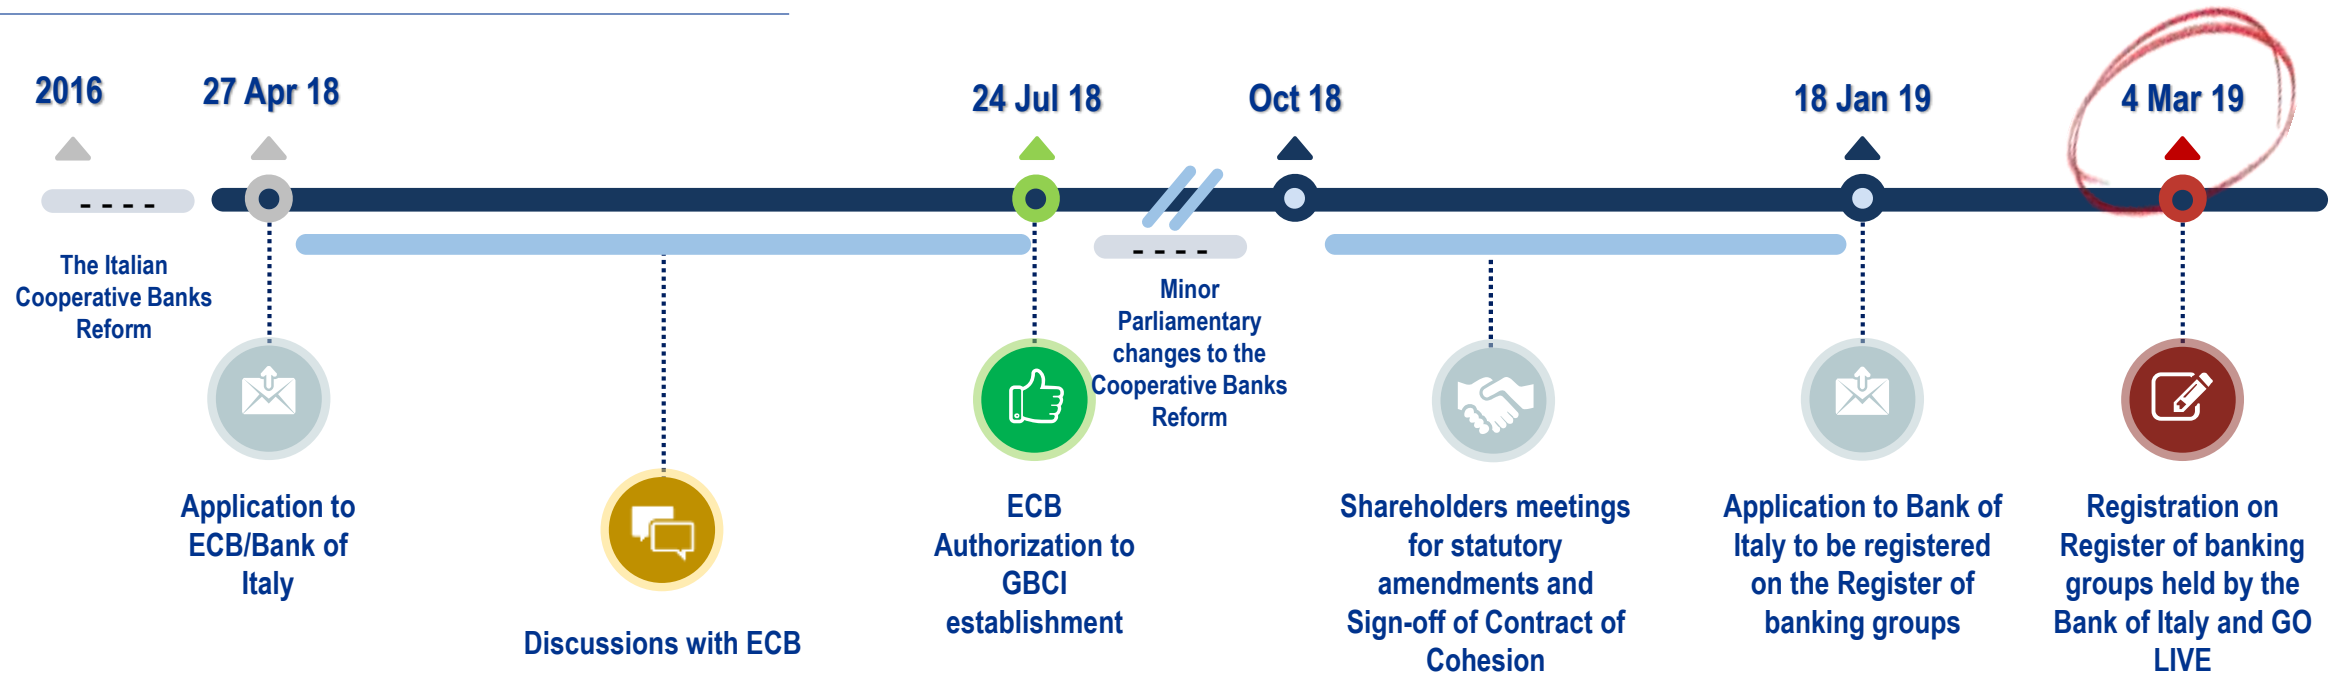 2016
27 Apr 18
24 Jul 18
Oct 18
18 Jan 19
4 Mar 19
The Italian
Cooperative Banks
Reform
Minor
Parliamentary
changes to the
Cooperative Banks
Reform
Application to
ECB/Bank of
Italy
Discussions with ECB
ECB
Authorization to
GBCI
establishment
Shareholders meetings
for statutory
amendments and
Sign-off of Contract of
Cohesion
Application to Bank of
Italy to be registered
on the Register of
banking groups
Registration on
Register of banking
groups held by the
Bank of Italy and GO
LIVE